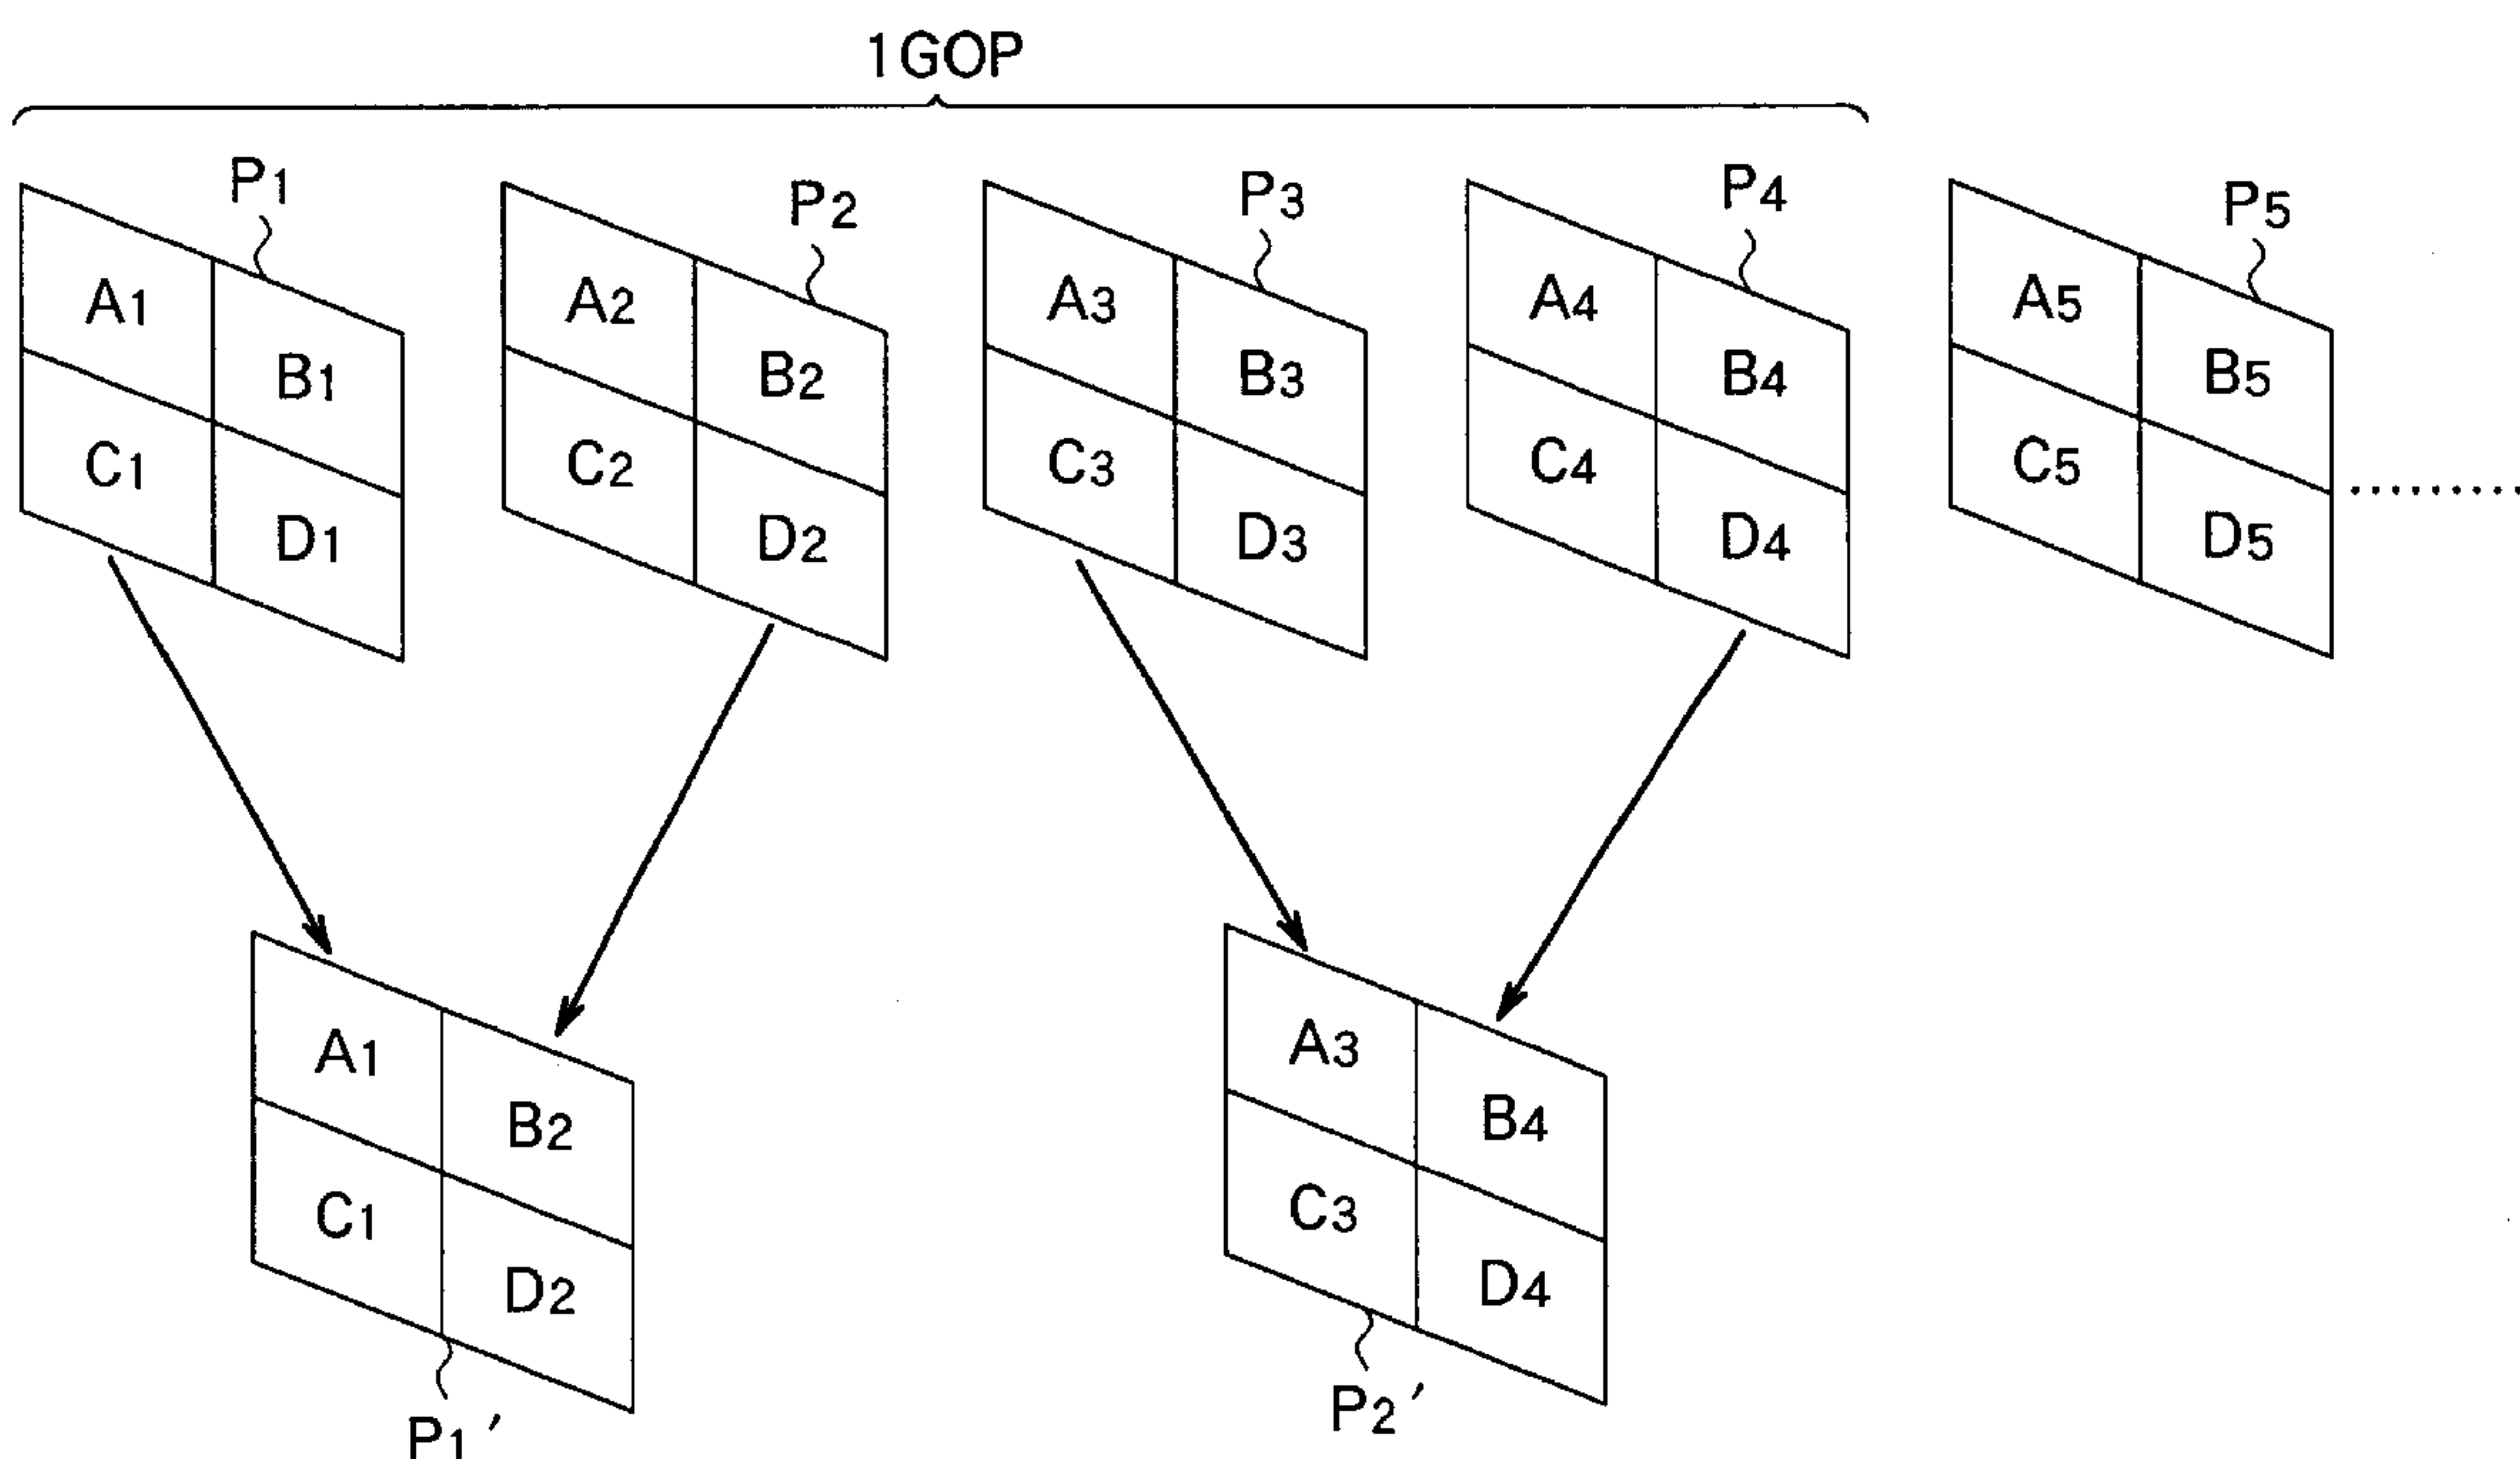 1GOP
P1 P2 P3 P4 P5
A1 B1 A2 B2 A3 B3 A4 B4 A5 B5
C1 D1 C2 D2 C3 D3 C4 D4 C5 D5
A1 B2 A3 B4
C1 D2 C3 D4
P1' P2'